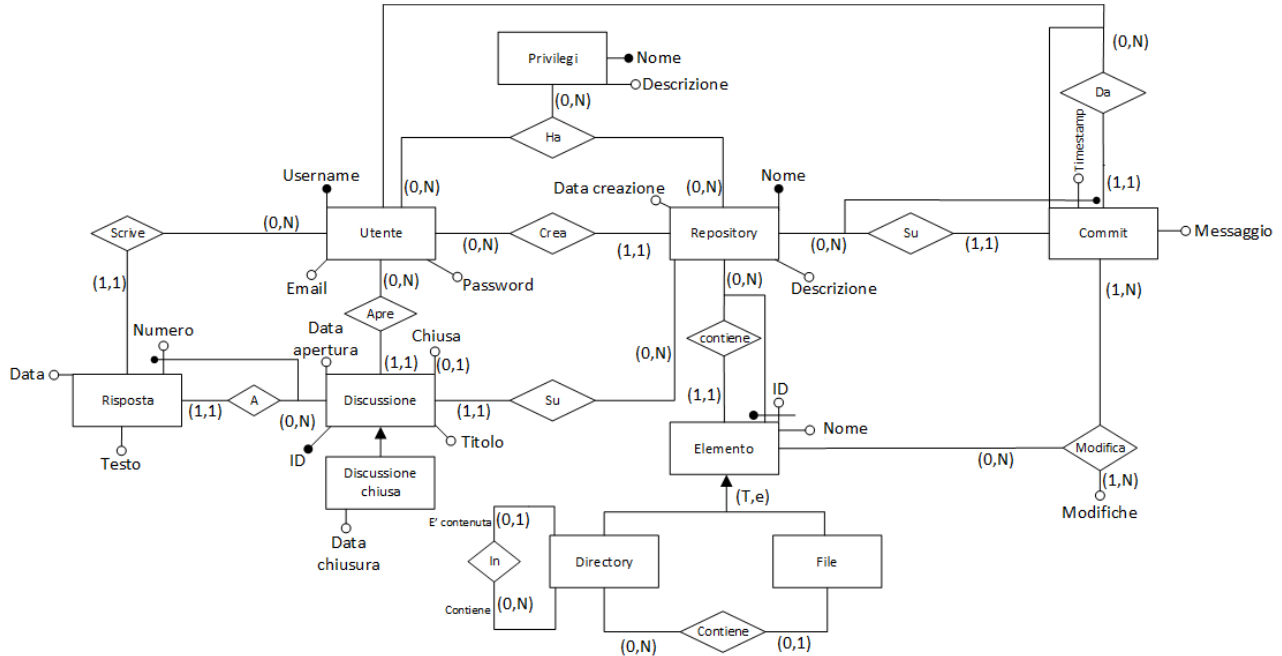 (0,N)
Privilegi
Nome
Descrizione
(0,N)
Da
Ha
Timestamp
Username
Data creazione
Nome
(0,N)
(0,N)
(1,1)
Scrive
(0,N)
Utente
(0,N)
Crea
(1,1)
Repository
(0,N)
Su
(1,1)
Commit
Messaggio
(1,1)
Email
(0,N)
Password
(0,N)
Descrizione
(1,N)
Apre
Numero
Data
apertura
Chiusa
(0,1)
contiene
(0,N)
Data
(1,1)
(1,1)
ID
Risposta
(1,1)
A
(0,N)
Discussione
(1,1)
Su
Nome
Testo
ID
Titolo
Elemento
(0,N)
Modifica
Discussione
chiusa
(T,e)
(1,N)
Modifiche
Data
chiusura
E' contenuta
(0,1)
In
Directory
File
Contiene
(0,N)
(0,N)
Contiene
(0,1)